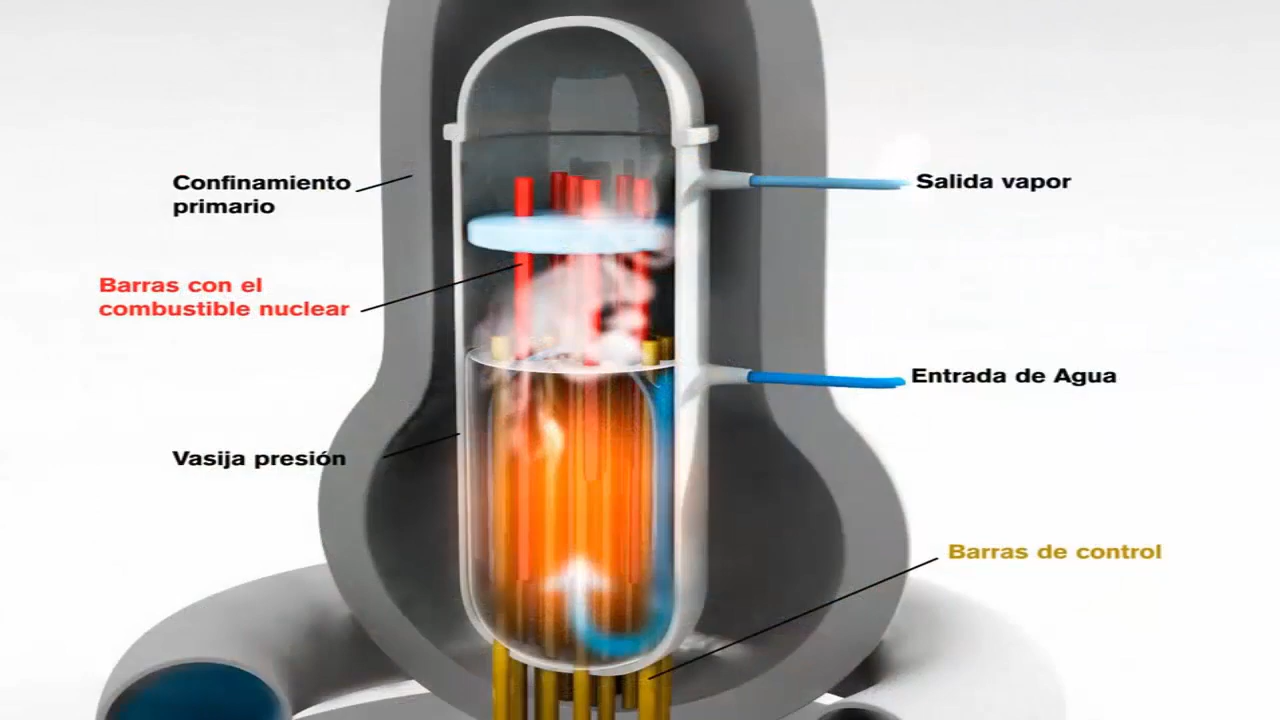 Confinamiento
primario
Salida vapor
Barras con el
combustible nuclear
Entrada de Agua
Vasija presión
Barras de control